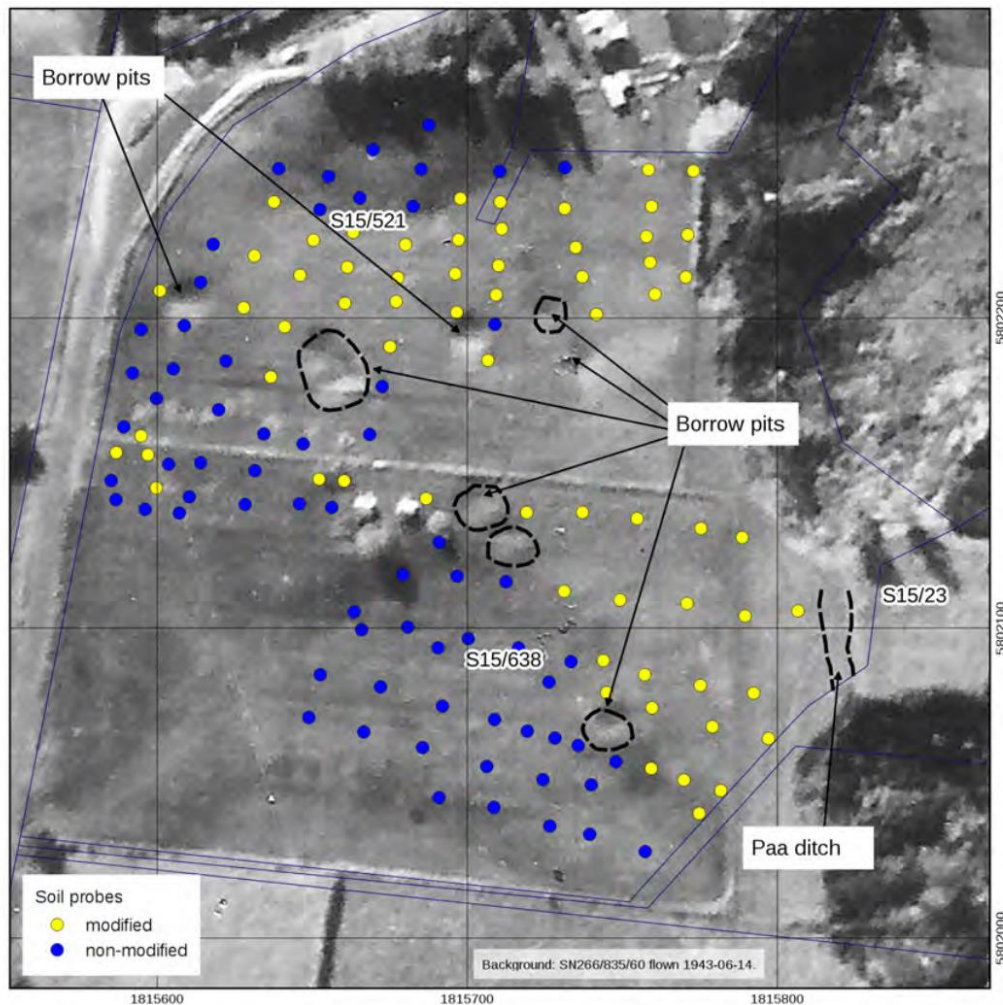 Borrow pits
S15/521
5802200
Borrow pits
S15/23
5802100
S15/638
Paa ditch
Soil probes
modified
non-modified
Background: SN266/835/60 flown 1943-06-14.
5802000
1815600
1815700
1815800